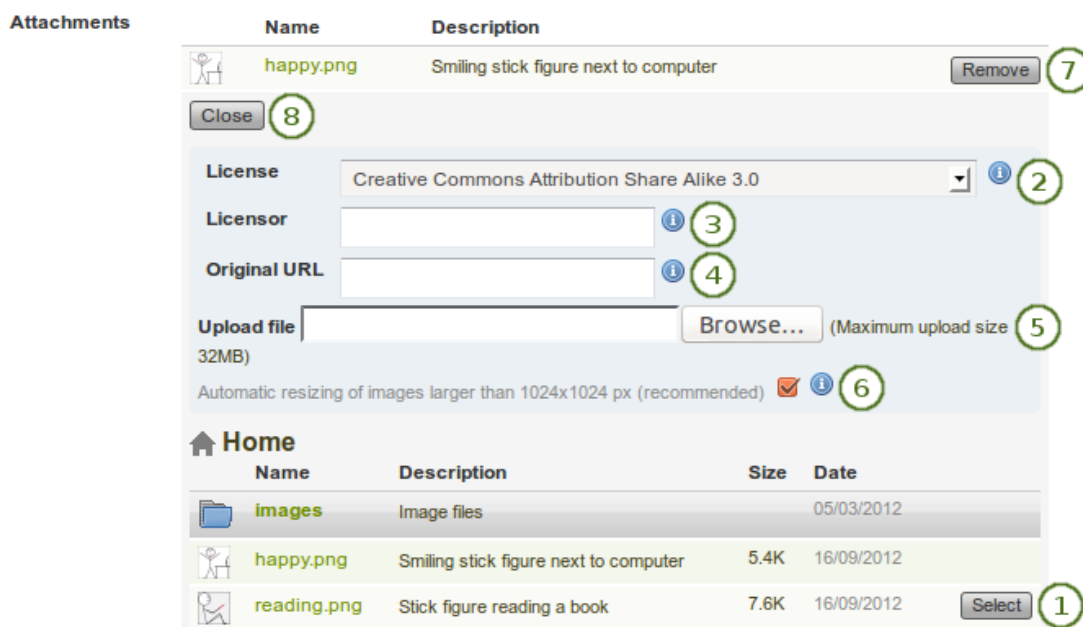 Attachments
Name Description
happy.png Smiling stick figure next to computer Remove 7
Close 8
License Creative Commons Attribution Share Alike 3.0 2
Licensor 3
Original URL 4
Upload file Browse... (Maximum upload size 5
32MB)
Automatic resizing of images larger than 1024x1024 px (recommended) 6
Home
Name Description Size Date
images Image files 05/03/2012
happy.png Smiling stick figure next to computer 5.4K 16/09/2012
reading.png Stick figure reading a book 7.6K 16/09/2012 Select 1